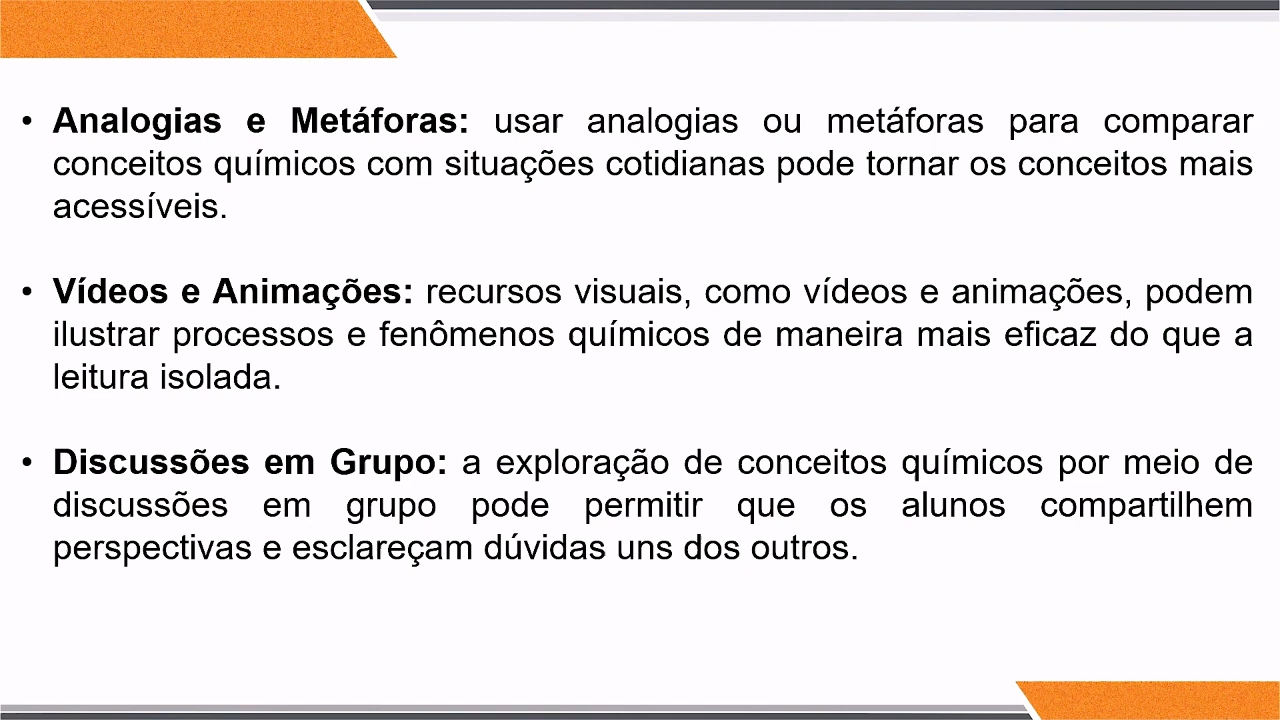 • Analogias e Metáforas: usar analogias ou metáforas para comparar
conceitos químicos com situações cotidianas pode tornar os conceitos mais
acessíveis.
• Vídeos e Animações: recursos visuais, como vídeos e animações, podem
ilustrar processos e fenômenos químicos de maneira mais eficaz do que a
leitura isolada.
• Discussões em Grupo: a exploração de conceitos químicos por meio de
discussões em grupo pode permitir que os alunos compartilhem
perspectivas e esclareçam dúvidas uns dos outros.